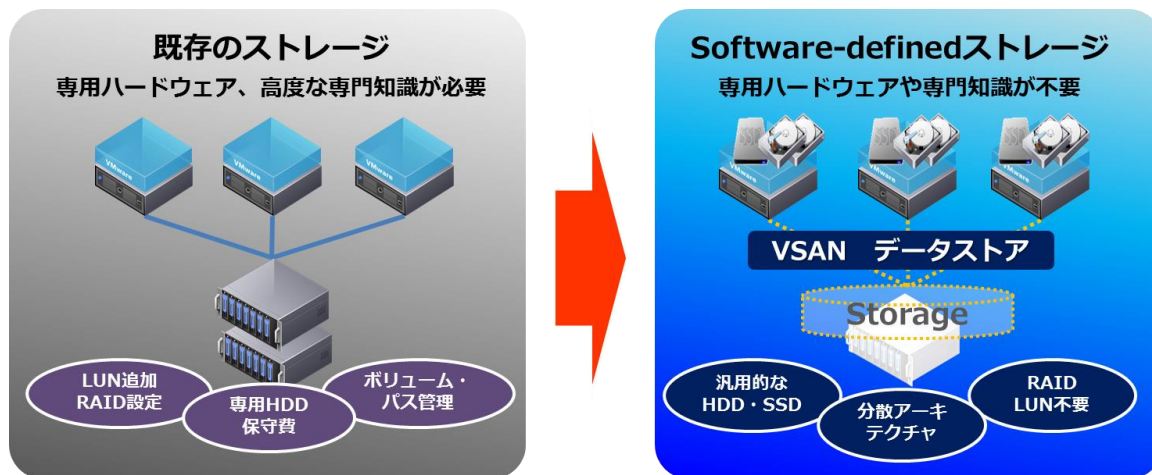 既存のストレージ
専用ハードウェア、高度な専門知識が必要
VMware
VMware
VMware
LUN追加
RAID設定
専用HDD
保守費
ボリューム・
パス管理
Software-definedストレージ
専用ハードウェアや専門知識が不要
SSD
SSD
SSD
VMware
VMware
VMware
VSAN データストア
Storage
汎用的な
HDD・SSD
分散アーキ
テクチャ
RAID
LUN不要